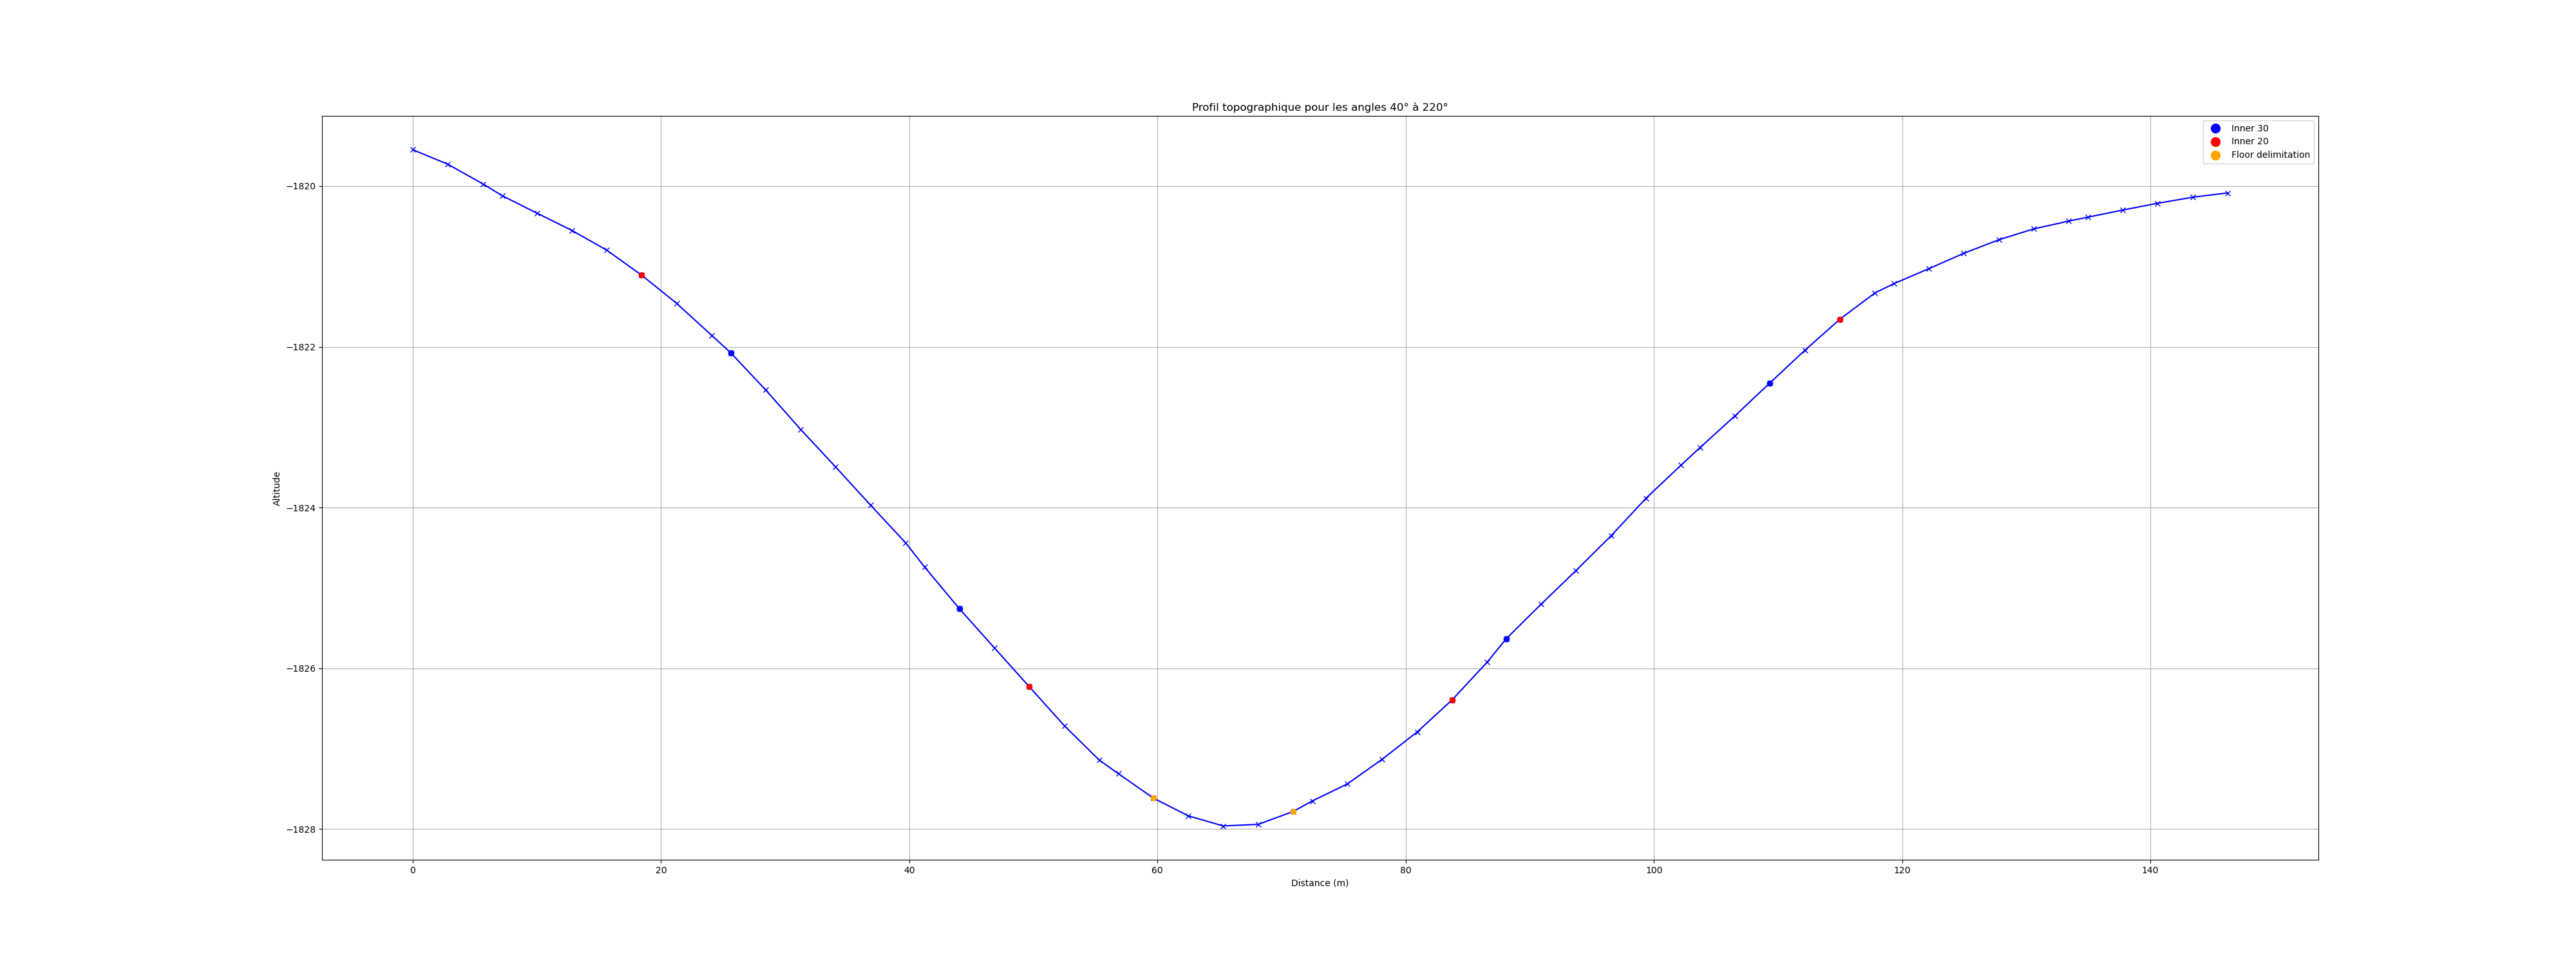 Profil topographique pour les angles 40° à 220°
Inner 30
Inner 20
Floor delimitation
Altitude
−1820
−1822
−1824
−1826
−1828
0 20 40 60 80 100 120 140
Distance (m)